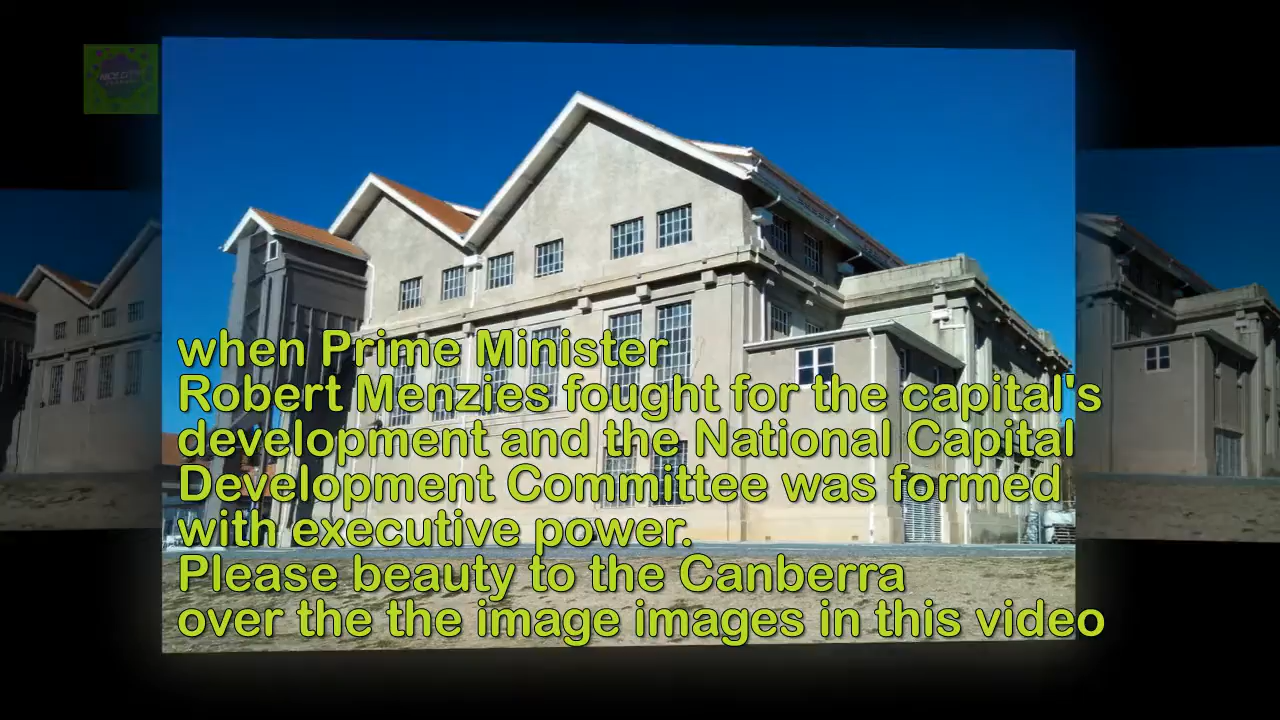 when Prime Minister
Robert Menzies fought for the capital's
development and the National Capital
Development Committee was formed
with executive power.
Please beauty to the Canberra
over the the image images in this video